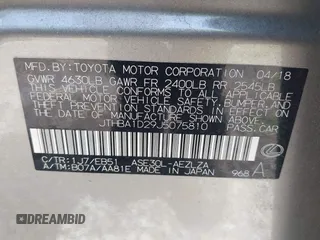 MFD.BY: TOYOTA MOTOR CORPORATION 04/18
GVWR 4630LB GAWR FR 2400LB RR 2545LB
THIS VEHICLE CONFORMS TO ALL APPLICABLE
FEDERAL MOTOR VEHICLE SAFETY, BUMPER, AND
THEFT PREVENTION STANDARDS IN EFFECT ON
THE DATE OF MANUFACTURE SHOWN ABOVE.
JTHBA1D29J5075810 PASS.CAR
C/TR: 1J7/EB51 ASE30L-AEZLZA
A/TM: B07A/AA81E MADE IN JAPAN 968 A